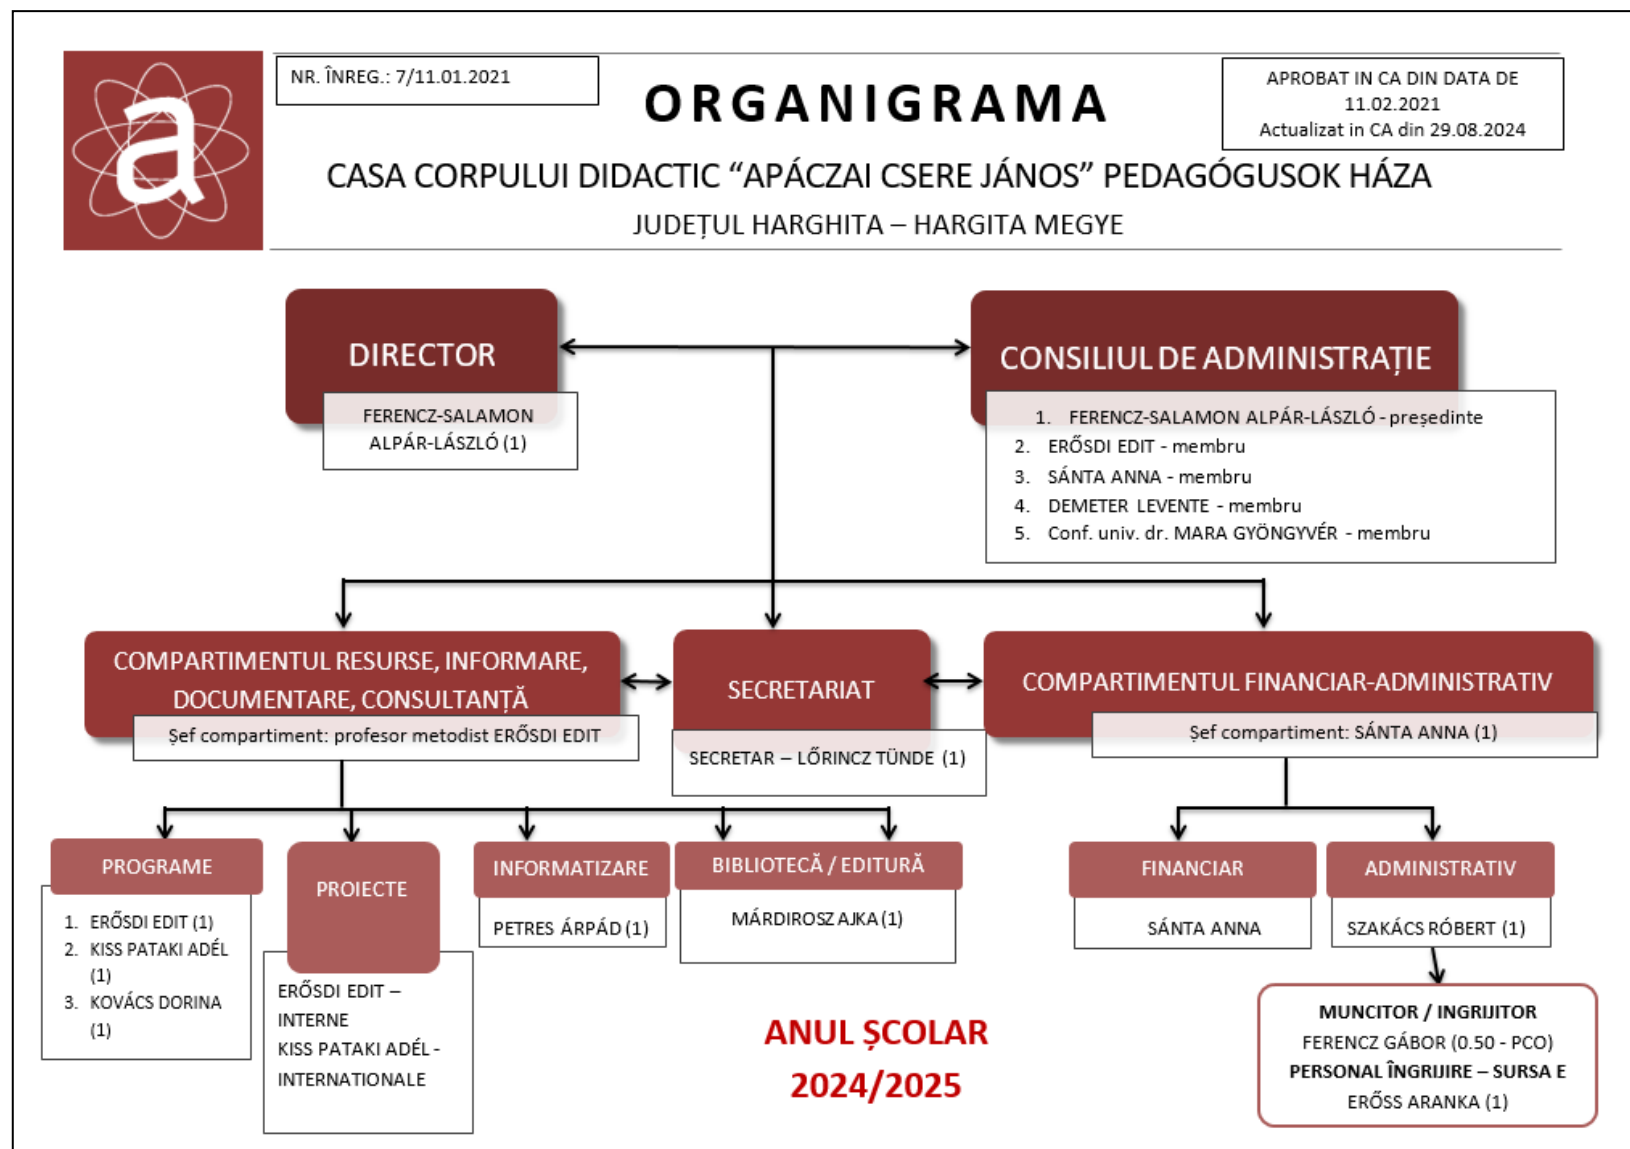 NR. ÎNREG.: 7/11.01.2021
ORGANIGRAMA
APROBAT IN CA DIN DATA DE
11.02.2021
Actualizat in CA din 29.08.2024
CASA CORPULUI DIDACTIC “APÁCZAI CSERE JÁNOS” PEDAGÓGUSOK HÁZA
JUDEȚUL HARGHITA – HARGITA MEGYE
a
DIRECTOR
FERENCZ-SALAMON
ALPÁR-LÁSZLÓ (1)
CONSILIUL DE ADMINISTRAȚIE
1. FERENCZ-SALAMON ALPÁR-LÁSZLÓ - președinte
2. ERŐSDI EDIT - membru
3. SÁNTA ANNA - membru
4. DEMETER LEVENTE - membru
5. Conf. univ. dr. MARA GYÖNGYVÉR - membru
COMPARTIMENTUL RESURSE, INFORMARE,
DOCUMENTARE, CONSULTANȚĂ
Șef compartiment: profesor metodist ERŐSDI EDIT
SECRETARIAT
SECRETAR – LŐRINCZ TÜNDE (1)
COMPARTIMENTUL FINANCIAR-ADMINISTRATIV
Șef compartiment: SÁNTA ANNA (1)
PROGRAME
1. ERŐSDI EDIT (1)
2. KISS PATAKI ADÉL
(1)
3. KOVÁCS DORINA
(1)
PROIECTE
ERŐSDI EDIT –
INTERNE
KISS PATAKI ADÉL -
INTERNATIONALE
INFORMATIZARE
PETRES ÁRPÁD (1)
BIBLIOTECĂ / EDITURĂ
MÁRDIROSZ AJKA (1)
FINANCIAR
SÁNTA ANNA
ADMINISTRATIV
SZAKÁCS RÓBERT (1)
MUNCITOR / INGRIJITOR
FERENCZ GÁBOR (0.50 - PCO)
PERSONAL ÎNGRIJIRE – SURSA E
ERŐSS ARANKA (1)
ANUL ȘCOLAR
2024/2025